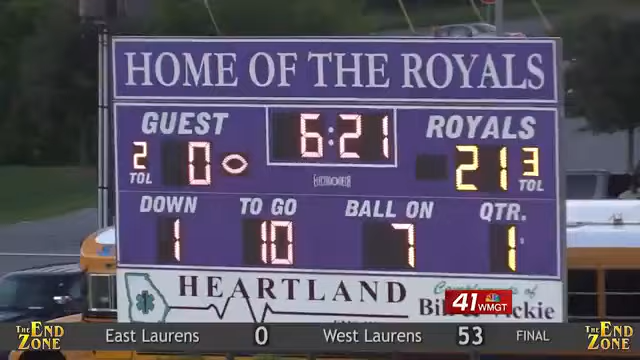 HOME OF THE ROYALS
GUEST 6:21 ROYALS
2 0 21 3
TOL TOL
DOWN TO GO BALL ON QTR.
1 10 7 1
HEARTLAND
Compliments of
41 WMGT
THE END ZONE East Laurens 0 West Laurens 53 FINAL THE END ZONE